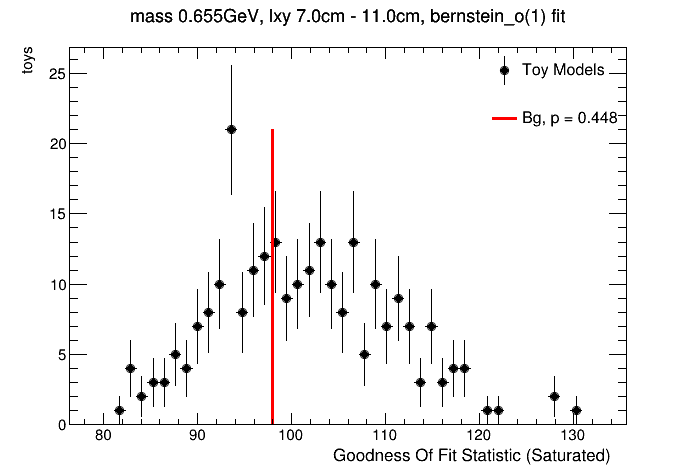 mass 0.655GeV, lxy 7.0cm - 11.0cm, bernstein_o(1) fit
toys
Toy Models
Bg, p = 0.448
25
20
15
10
5
0
80 90 100 110 120 130
Goodness Of Fit Statistic (Saturated)